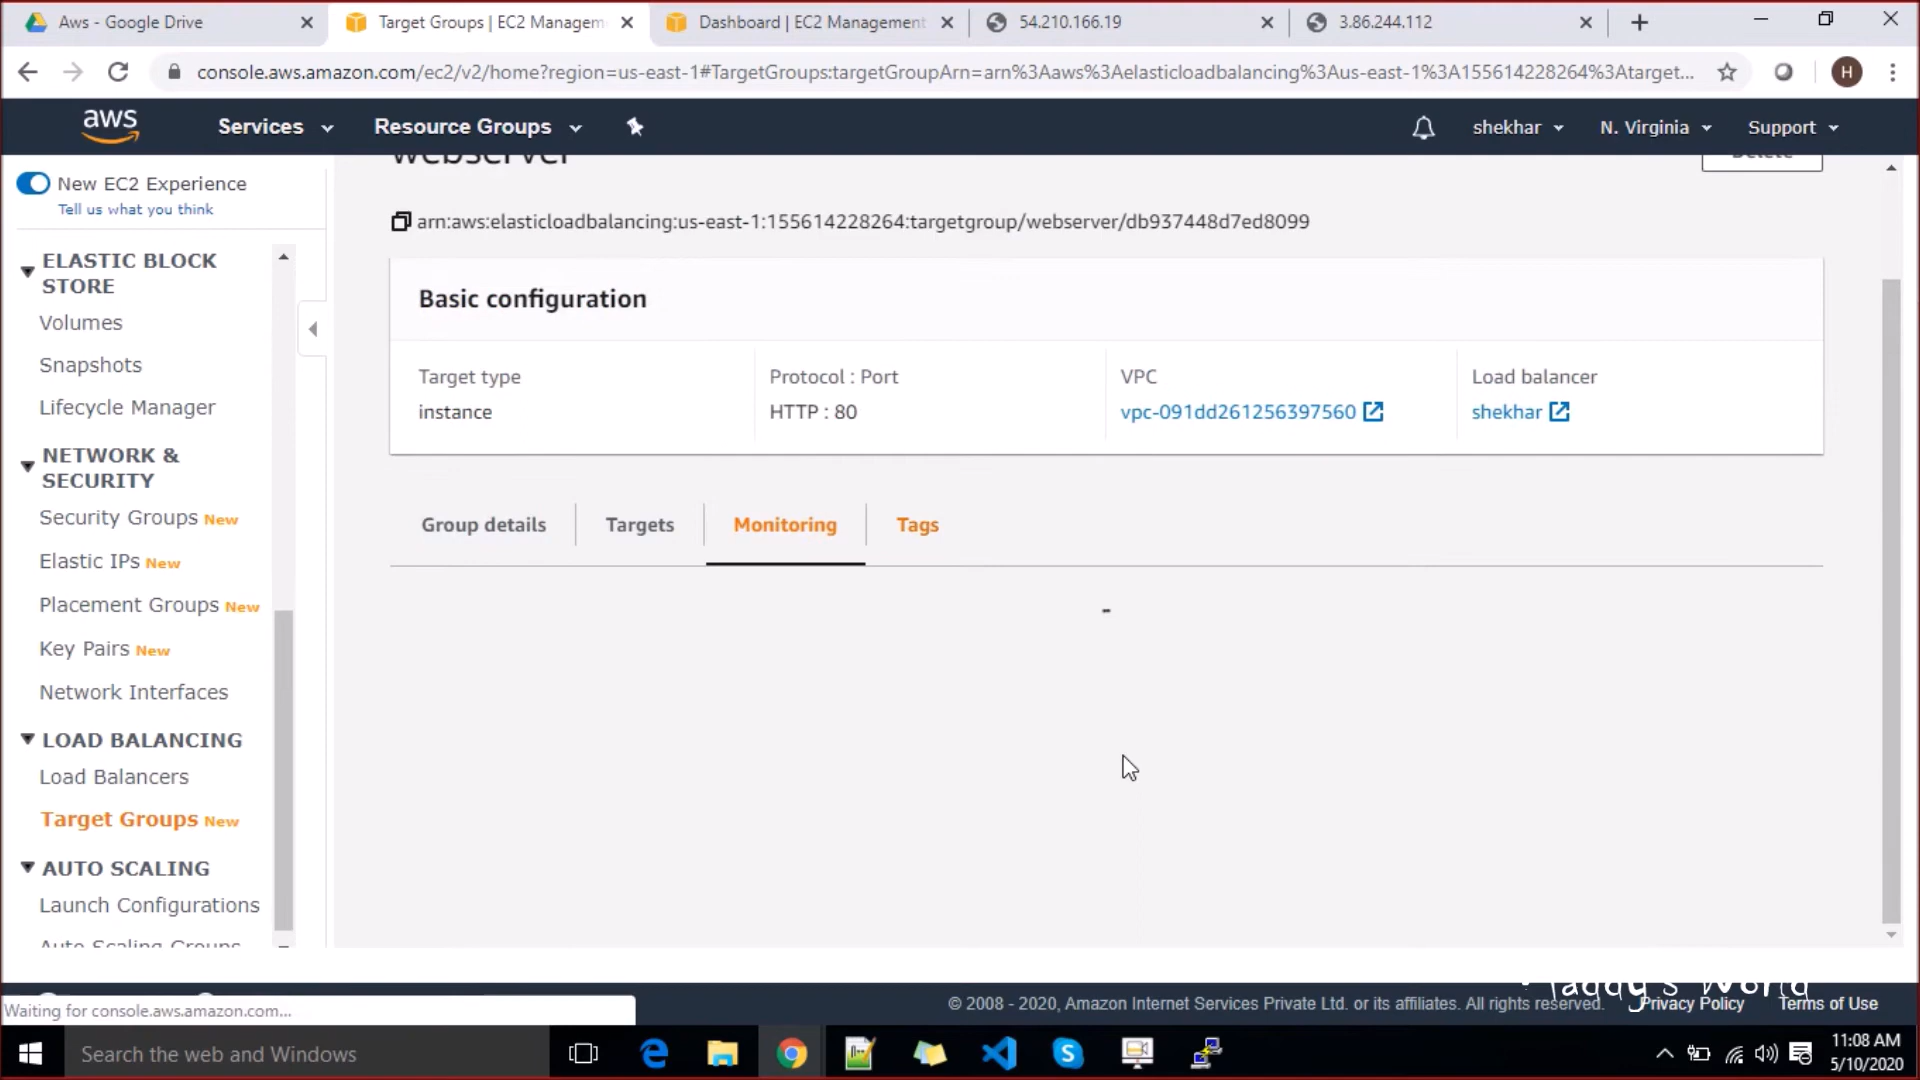 Aws - Google Drive
Target Groups | EC2 Managem
Dashboard | EC2 Management
54.210.166.19
3.86.244.112
console.aws.amazon.com/ec2/v2/home?region=us-east-1#TargetGroups:targetGroupArn=arn%3Aaws%3Aelasticloadbalancing%3Aus-east-1%3A155614228264%3Atarget...
H
aws
Services
Resource Groups
shekhar
N. Virginia
Support
New EC2 Experience
Tell us what you think
ELASTIC BLOCK
STORE
Volumes
Snapshots
Lifecycle Manager
NETWORK &
SECURITY
Security Groups New
Elastic IPs New
Placement Groups New
Key Pairs New
Network Interfaces
LOAD BALANCING
Load Balancers
Target Groups New
AUTO SCALING
Launch Configurations
Auto Scaling Groups
webserver
Delete
arn:aws:elasticloadbalancing:us-east-1:155614228264:targetgroup/webserver/db937448d7ed8099
Basic configuration
Target type
instance
Protocol : Port
HTTP : 80
VPC
vpc-091dd261256397560
Load balancer
shekhar
Group details
Targets
Monitoring
Tags
-
Waiting for console.aws.amazon.com...
© 2008 - 2020, Amazon Internet Services Private Ltd. or its affiliates. All rights reserved.
Privacy Policy
Terms of Use
Search the web and Windows
11:08 AM
5/10/2020